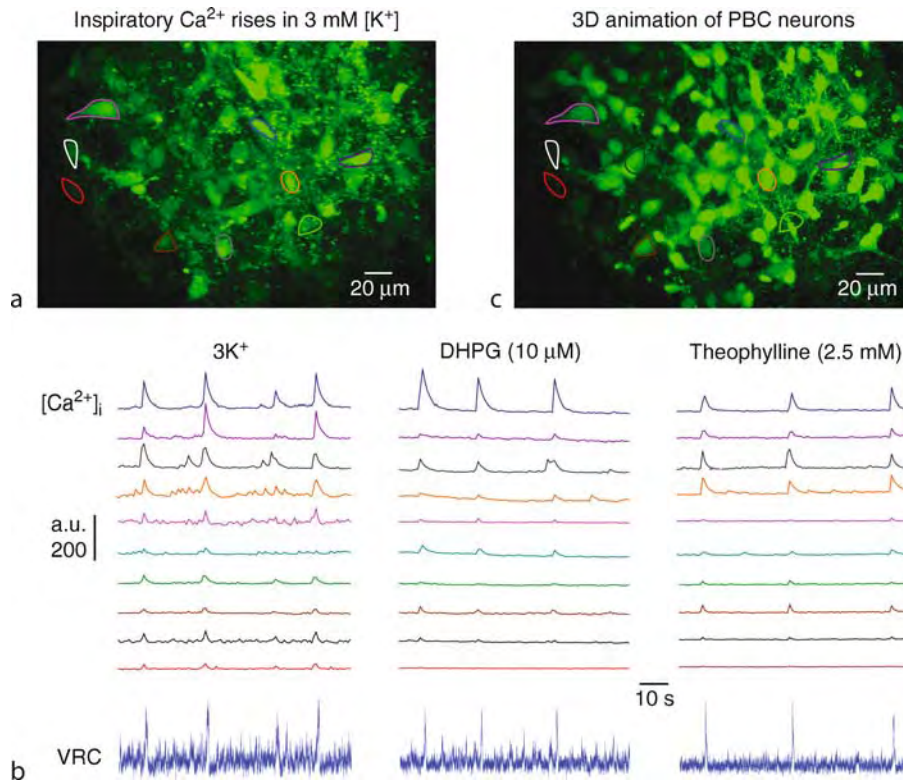 Inspiratory Ca²⁺ rises in 3 mM [K⁺]
3D animation of PBC neurons
20 μm
20 μm
a
c
3K⁺
DHPG (10 μM)
Theophylline (2.5 mM)
[Ca²⁺]i
a.u.
200
10 s
VRC
b